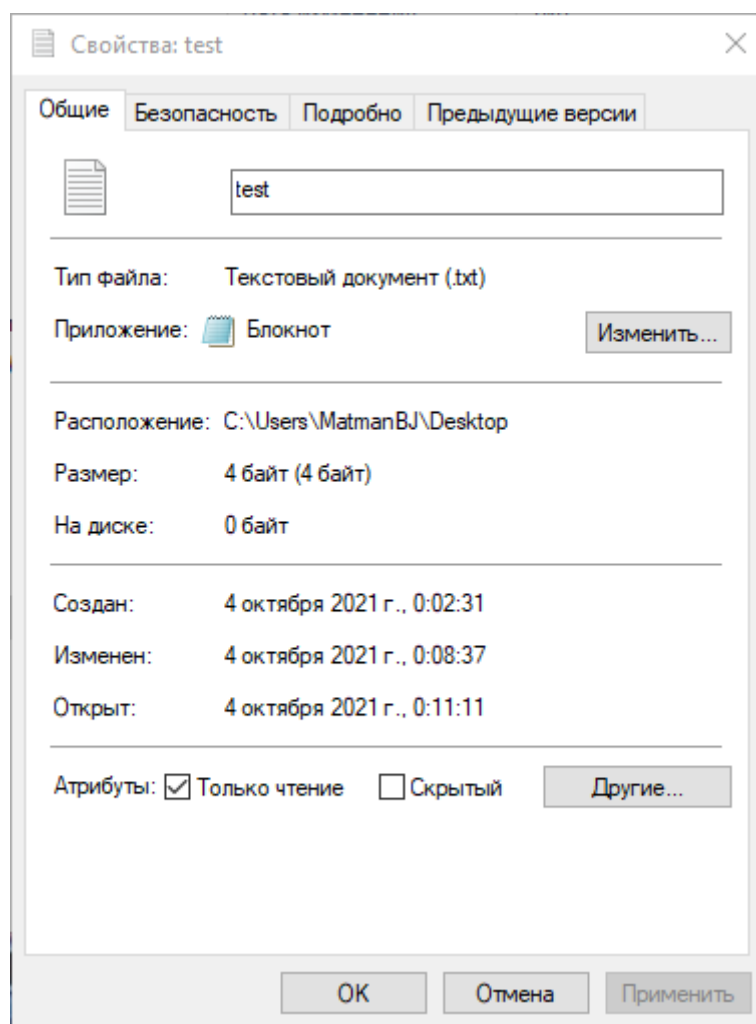 Свойства: test
Общие Безопасность Подробно Предыдущие версии
test
Тип файла: Текстовый документ (.txt)
Приложение: Блокнот Изменить...
Расположение: C:\Users\MatmanBJ\Desktop
Размер: 4 байт (4 байт)
На диске: 0 байт
Создан: 4 октября 2021 г., 0:02:31
Изменен: 4 октября 2021 г., 0:08:37
Открыт: 4 октября 2021 г., 0:11:11
Атрибуты: Только чтение Скрытый Другие...
OK Отмена Применить